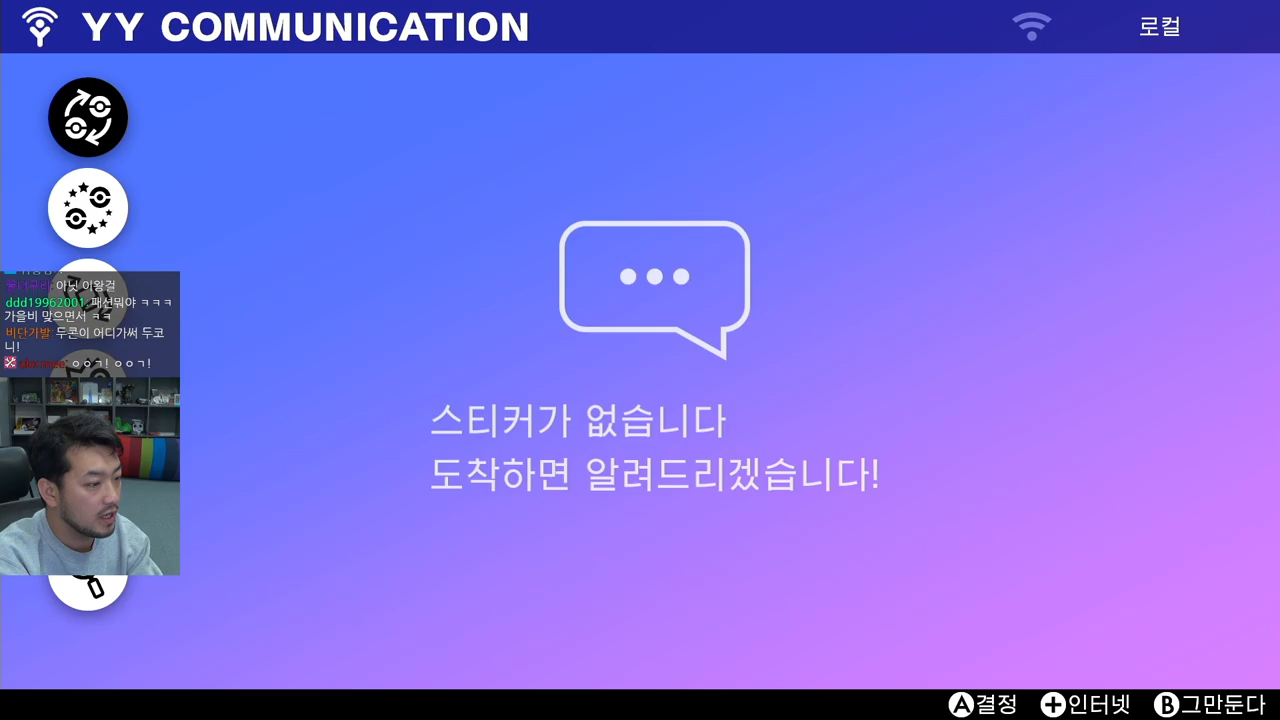 YY COMMUNICATION
로컬
아닛 이왕걸
ddd19962001: 패션뭐야 ㅋㅋㅋ
가을비 맞으면서 ㅋㅋ
비단가발: 두콘이 어디가써 두코
니!
ㅇㅇㄱ! ㅇㅇㄱ!
스티커가 없습니다
도착하면 알려드리겠습니다!
A결정 +인터넷 B그만둔다